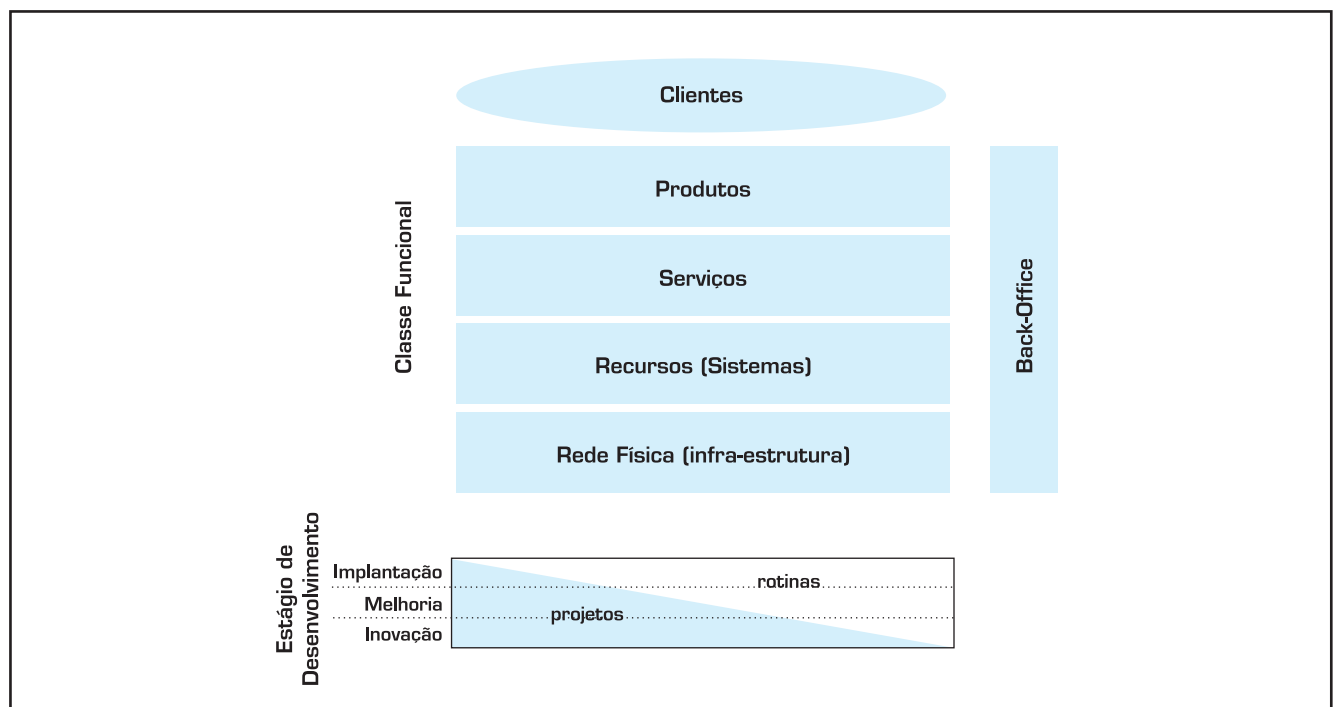 Clientes
Classe Funcional
Produtos
Serviços
Recursos (Sistemas)
Rede Física (infra-estrutura)
Back-Office
Estágio de
Desenvolvimento
Implantação
Melhoria
Inovação
rotinas
projetos